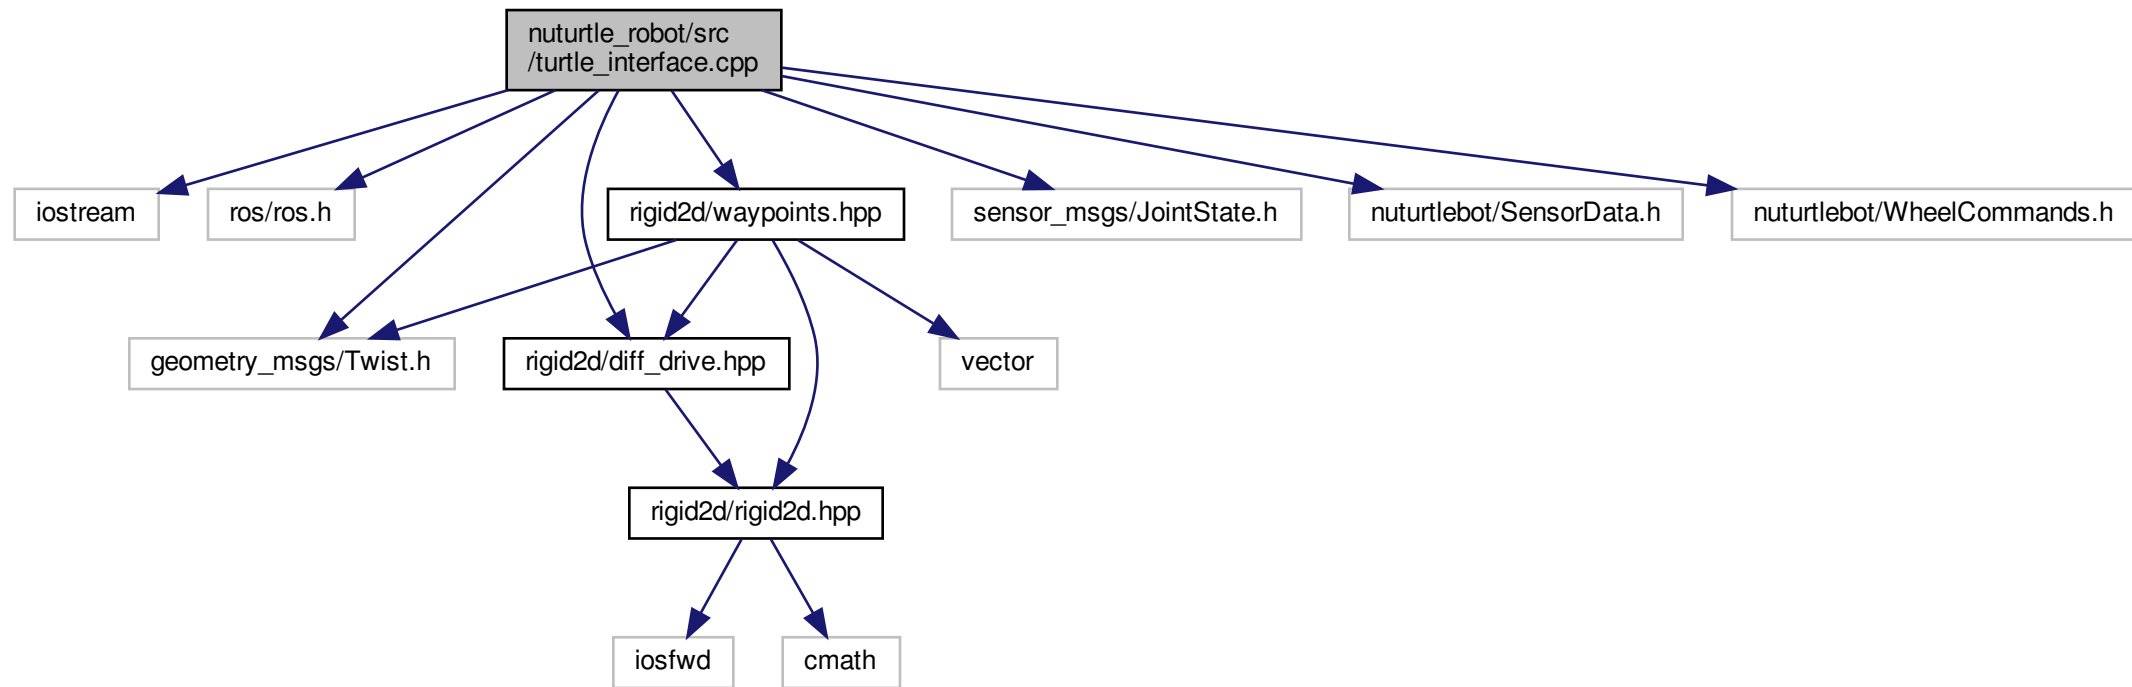 nuturtle_robot/src
/turtle_interface.cpp
iostream
ros/ros.h
rigid2d/waypoints.hpp
sensor_msgs/JointState.h
nuturtlebot/SensorData.h
nuturtlebot/WheelCommands.h
geometry_msgs/Twist.h
rigid2d/diff_drive.hpp
vector
rigid2d/rigid2d.hpp
iosfwd
cmath